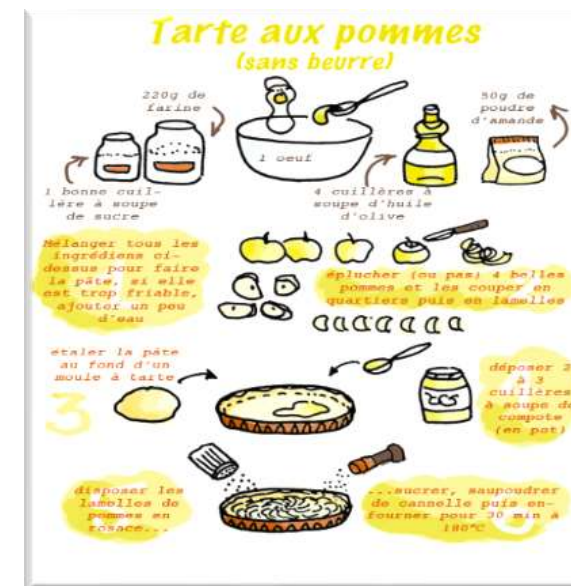 Tarte aux pommes
(sans beurre)
220g de
farine
50g de
poudre
d'amande
1 oeuf
1 bonne cuil-
lère à soupe
de sucre
4 cuillères à
soupe d'huile
d'olive
Mélanger tous les
ingrédiens ci-
dessus pour faire
la pâte, si elle
est trop friable,
ajouter un peu
d'eau
éplucher (ou pas) 4 belles
pommes et les couper en
quartiers puis en lamelles
étaler la pâte
au fond d'un
moule à tarte
3
déposer 2
à 3
cuillères
à soupe de
compote
(en pot)
disposer les
lamelles de
pommes en
rosace...
...sucrer, saupoudrer
de cannelle puis en-
fourner pour 30 min à
180°C